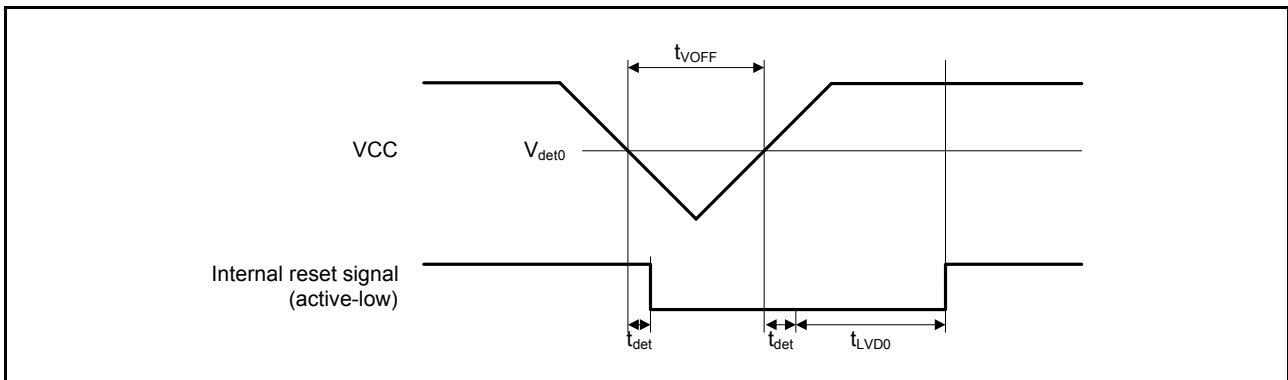 tVOFF
VCC
Vdet0
Internal reset signal
(active-low)
tdet
tdet
tLVD0